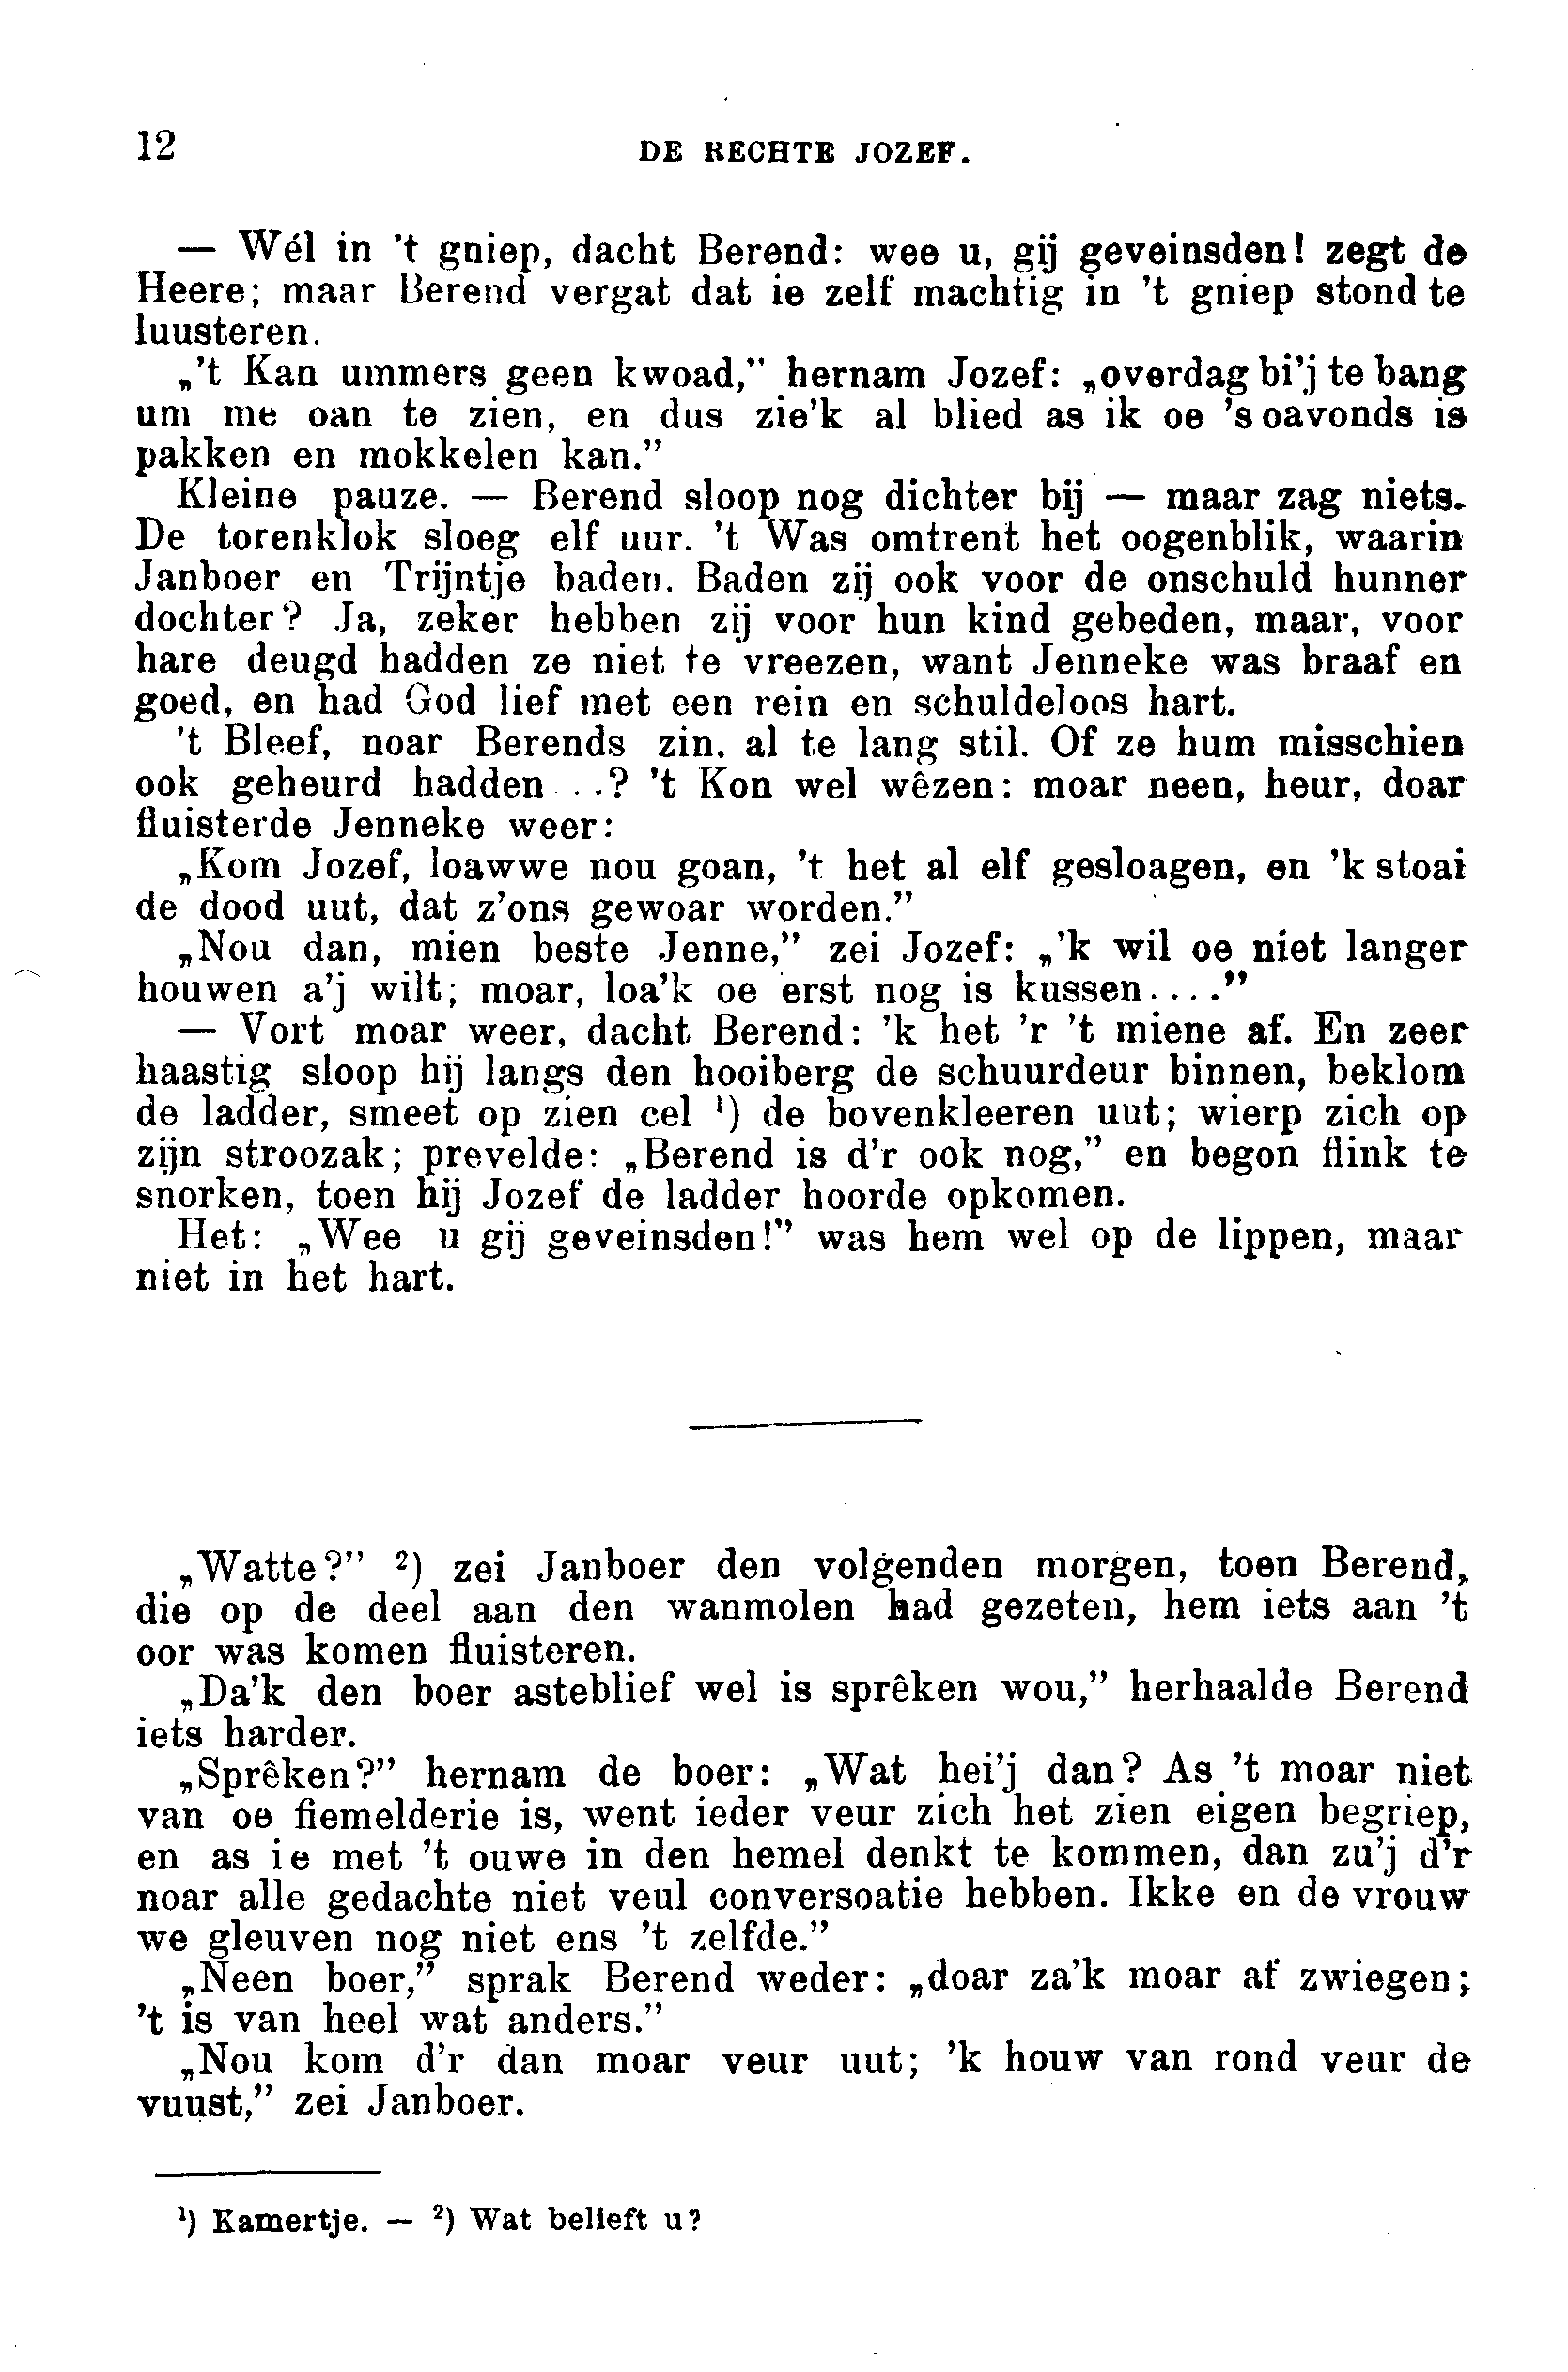 12 DE RECHTE JOZEF.
— Wél in 't gniep, dacht Berend: wee u, gij geveinsden! zegt de
Heere; maar Berend vergat dat ie zelf machtig in 't gniep stond te
luusteren.
„'t Kan ummers geen kwoad,” hernam Jozef: „overdag bi'j te bang
um me oan te zien, en dus zie'k al blied as ik oe 's oavonds is
pakken en mokkelen kan.”
Kleine pauze. — Berend sloop nog dichter bij — maar zag niets.
De torenklok sloeg elf uur. 't Was omtrent het oogenblik, waarin
Janboer en Trijntje baden. Baden zij ook voor de onschuld hunner
dochter? Ja, zeker hebben zij voor hun kind gebeden, maar, voor
hare deugd hadden ze niet te vreezen, want Jenneke was braaf en
goed, en had God lief met een rein en schuldeloos hart.
't Bleef, noar Berends zin, al te lang stil. Of ze hum misschien
ook geheurd hadden . .? 't Kon wel wêzen: moar neen, heur, doar
fluisterde Jenneke weer:
„Kom Jozef, loawwe nou goan, 't het al elf gesloagen, en 'k stoai
de dood uut, dat z'ons gewoar worden.”
„Nou dan, mien beste Jenne,” zei Jozef: „'k wil oe niet langer
houwen a'j wilt; moar, loa'k oe erst nog is kussen....”
— Vort moar weer, dacht Berend: 'k het 'r 't miene af. En zeer
haastig sloop hij langs den hooiberg de schuurdeur binnen, beklom
de ladder, smeet op zien cel ¹) de bovenkleeren uut; wierp zich op
zijn stroozak; prevelde: „Berend is d'r ook nog,” en begon flink te
snorken, toen hij Jozef de ladder hoorde opkomen.
Het: „Wee u gij geveinsden!” was hem wel op de lippen, maar
niet in het hart.
„Watte?” ²) zei Janboer den volgenden morgen, toen Berend,
die op de deel aan den wanmolen had gezeten, hem iets aan 't
oor was komen fluisteren.
„Da'k den boer asteblief wel is sprêken wou,” herhaalde Berend
iets harder.
„Sprêken?” hernam de boer: „Wat hei'j dan? As 't moar niet
van oe fiemelderie is, went ieder veur zich het zien eigen begriep,
en as ie met 't ouwe in den hemel denkt te kommen, dan zu'j d'r
noar alle gedachte niet veul conversoatie hebben. Ikke en de vrouw
we gleuven nog niet ens 't zelfde.”
„Neen boer,” sprak Berend weder: „doar za'k moar af zwiegen;
't is van heel wat anders.”
„Nou kom d'r dan moar veur uut; 'k houw van rond veur de
vuust,” zei Janboer.
¹) Kamertje. — ²) Wat belieft u?